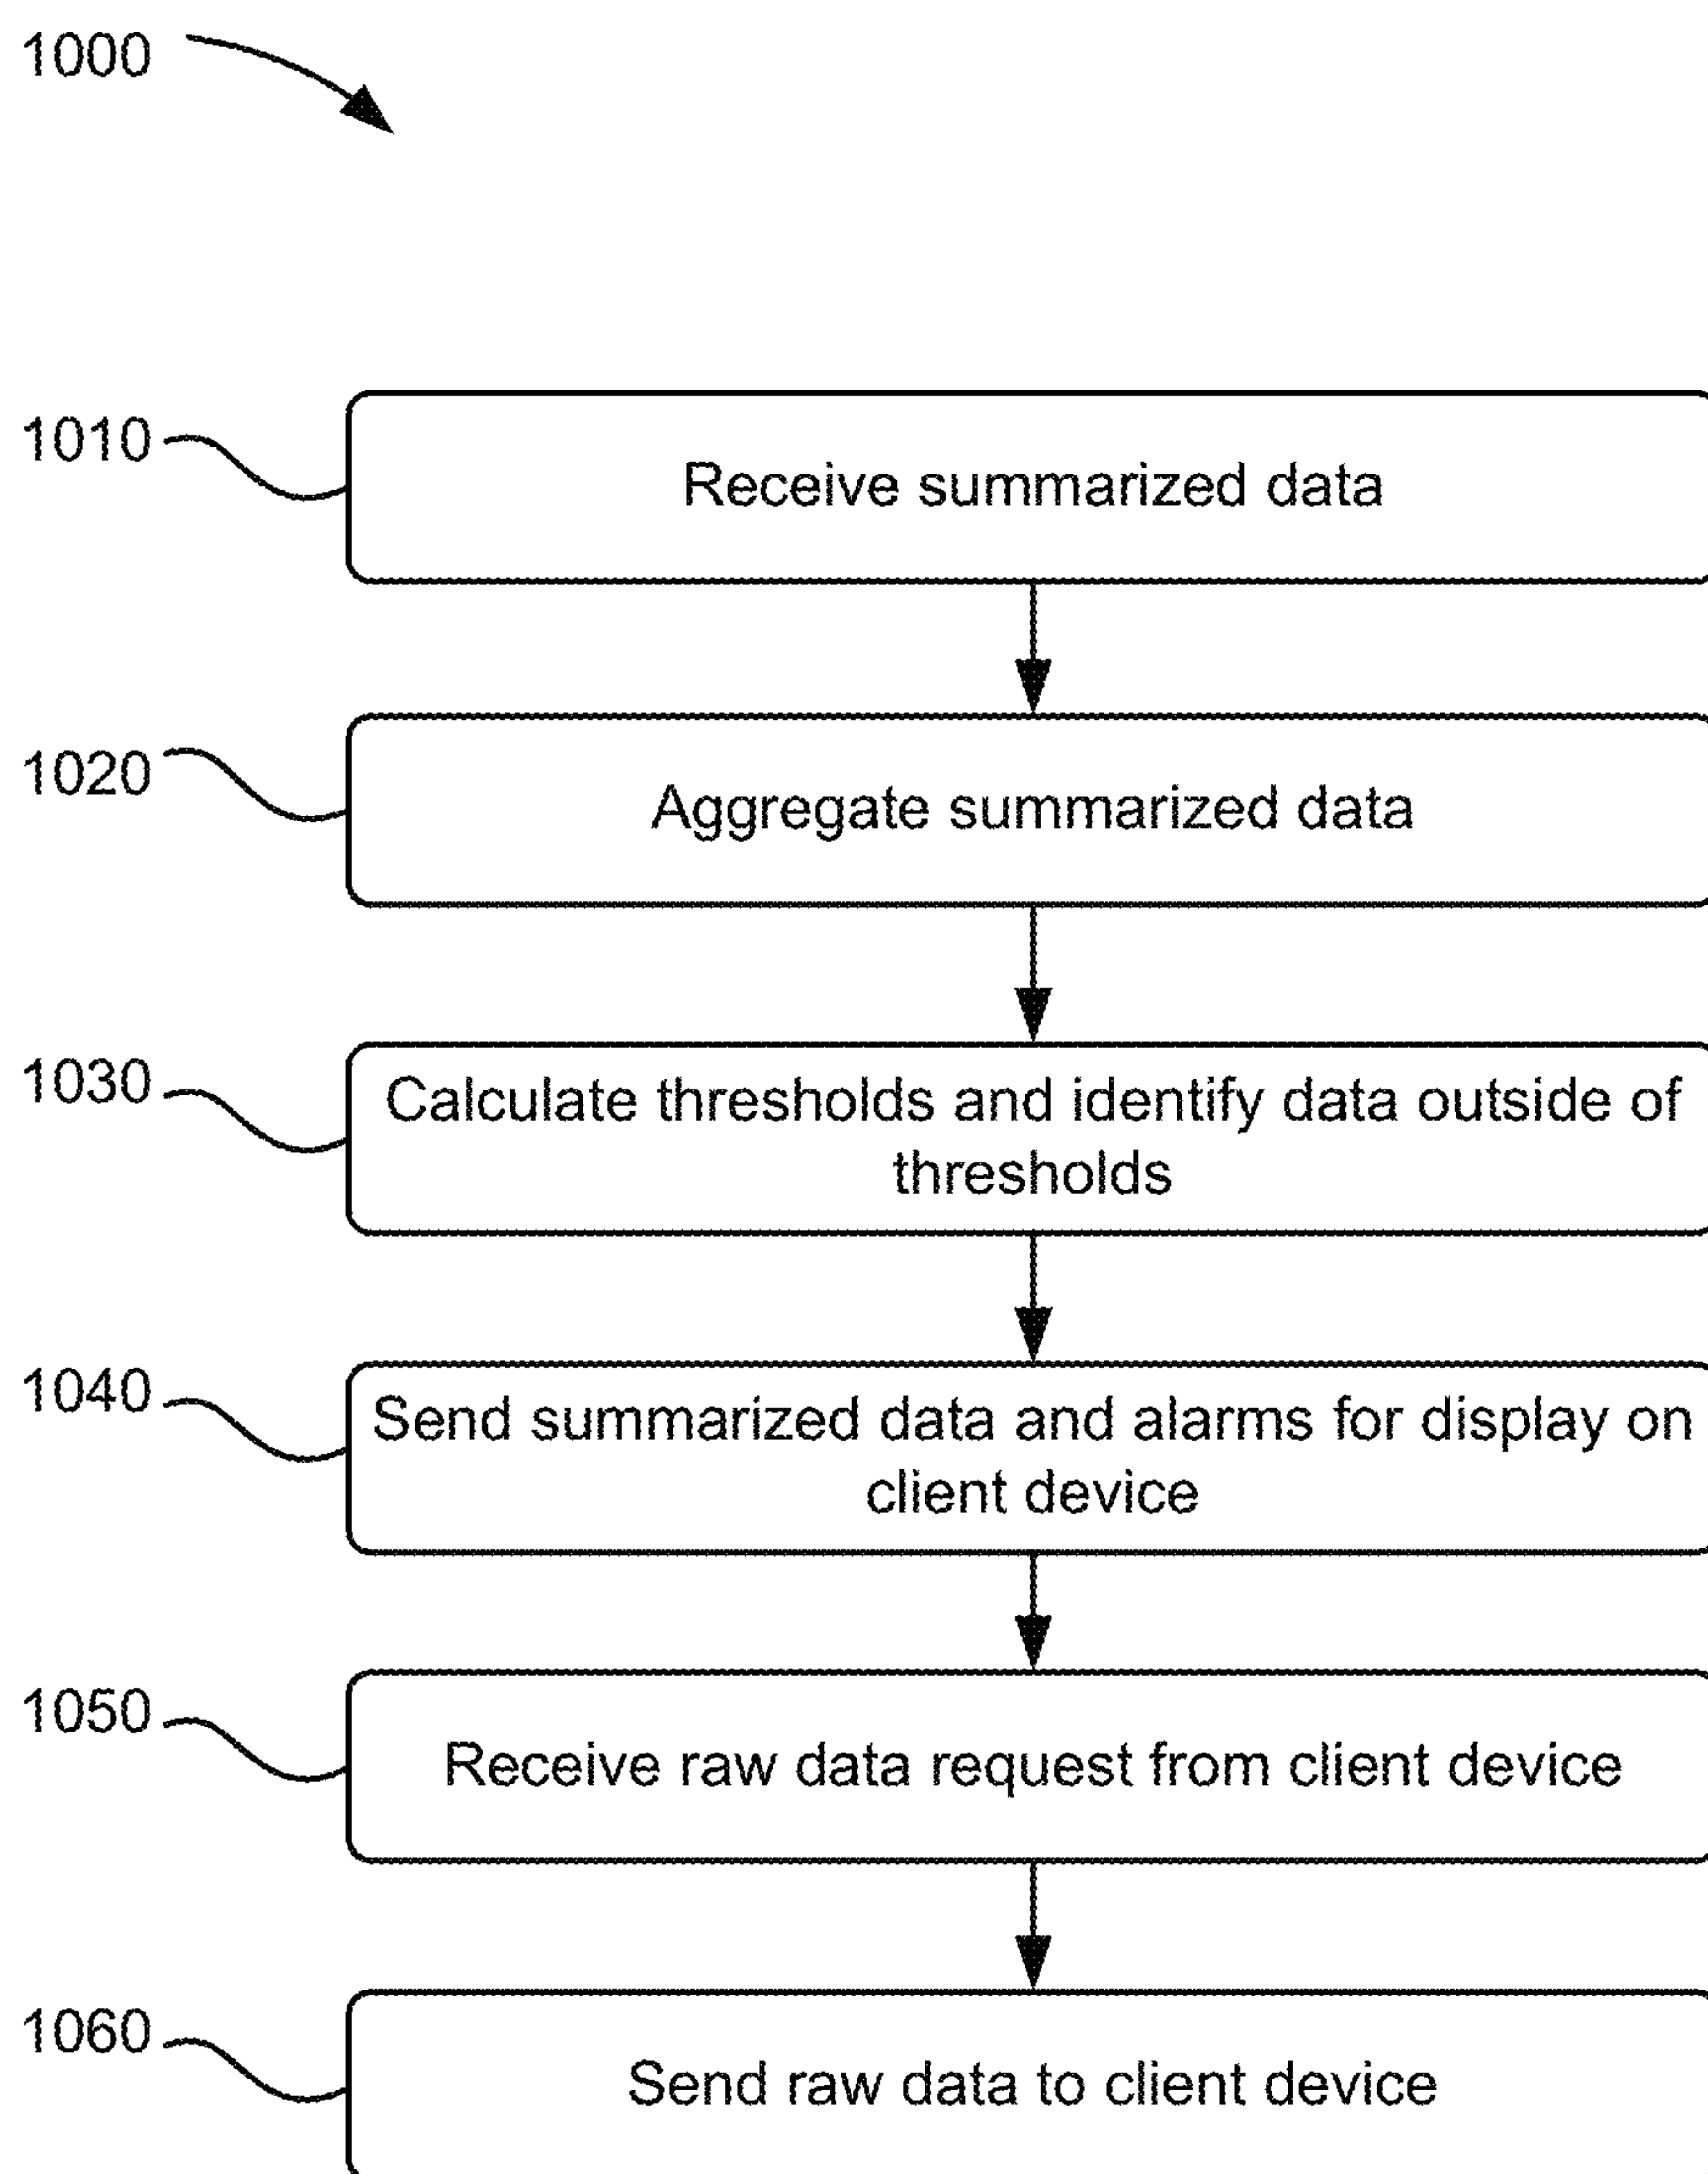 1000
1010
Receive summarized data
1020
Aggregate summarized data
1030
Calculate thresholds and identify data outside of
thresholds
1040
Send summarized data and alarms for display on
client device
1050
Receive raw data request from client device
1060
Send raw data to client device